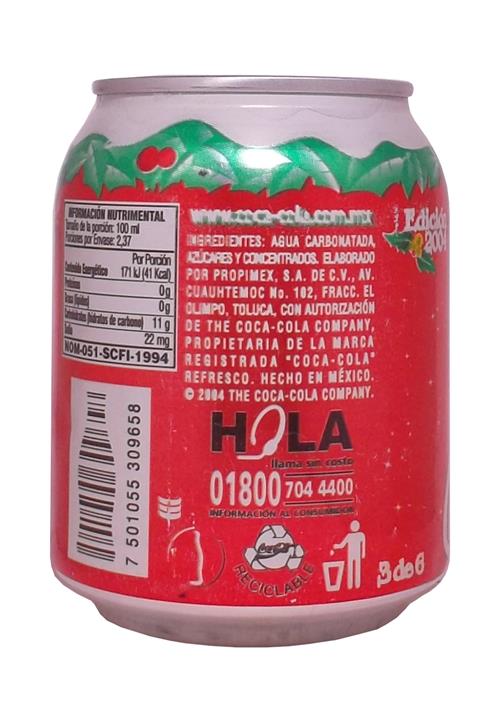 INFORMACIÓN NUTRIMENTAL
Tamaño de la porción: 100 ml
Porciones por Envase: 2,37
Por Porción
Contenido Energético 171 kJ (41 Kcal)
Proteínas 0g
Grasas (lípidos) 0g
Carbohidratos (hidratos de carbono) 11 g
Sodio 22 mg
NOM-051-SCFI-1994
www.coca-cola.com.mx
INGREDIENTES: AGUA CARBONATADA,
AZÚCARES Y CONCENTRADOS. ELABORADO
POR PROPIMEX, S.A. DE C.V., AV.
CUAUHTEMOC No. 102, FRACC. EL
OLIMPO, TOLUCA, CON AUTORIZACIÓN
DE THE COCA-COLA COMPANY,
PROPIETARIA DE LA MARCA
REGISTRADA "COCA-COLA"
REFRESCO. HECHO EN MÉXICO.
© 2004 THE COCA-COLA COMPANY.
Edición
2004
HOLA
llama sin costo
01800 704 4400
INFORMACIÓN AL CONSUMIDOR
7 501055 309658
Coca-Cola
RECICLABLE
3 de 6